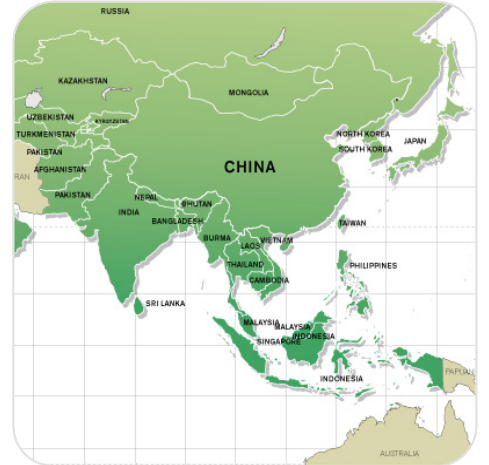 RUSSIA
KAZAKHSTAN
MONGOLIA
UZBEKISTAN
KYRGYZSTAN
TURKMENISTAN
NORTH KOREA
JAPAN
PAKISTAN
SOUTH KOREA
AFGHANISTAN
CHINA
RAN
PAKISTAN
NEPAL
BHUTAN
INDIA
BANGLADESH
TAIWAN
BURMA
VIETNAM
LAOS
THAILAND
PHILIPPINES
CAMBODIA
SRI LANKA
MALAYSIA
MALAYSIA
INDONESIA
SINGAPORE
PAPUAN
INDONESIA
AUSTRALIA